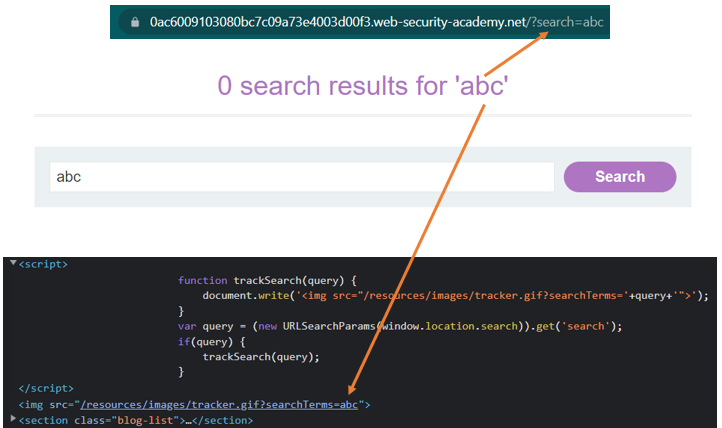 0ac6009103080bc7c09a73e4003d00f3.web-security-academy.net/?search=abc
0 search results for 'abc'
abc
Search
<script>
function trackSearch(query) {
document.write('<img src="/resources/images/tracker.gif?searchTerms='+query+'">');
}
var query = (new URLSearchParams(window.location.search)).get('search');
if(query) {
trackSearch(query);
}
</script>
<img src="/resources/images/tracker.gif?searchTerms=abc">
<section class="blog-list">…</section>